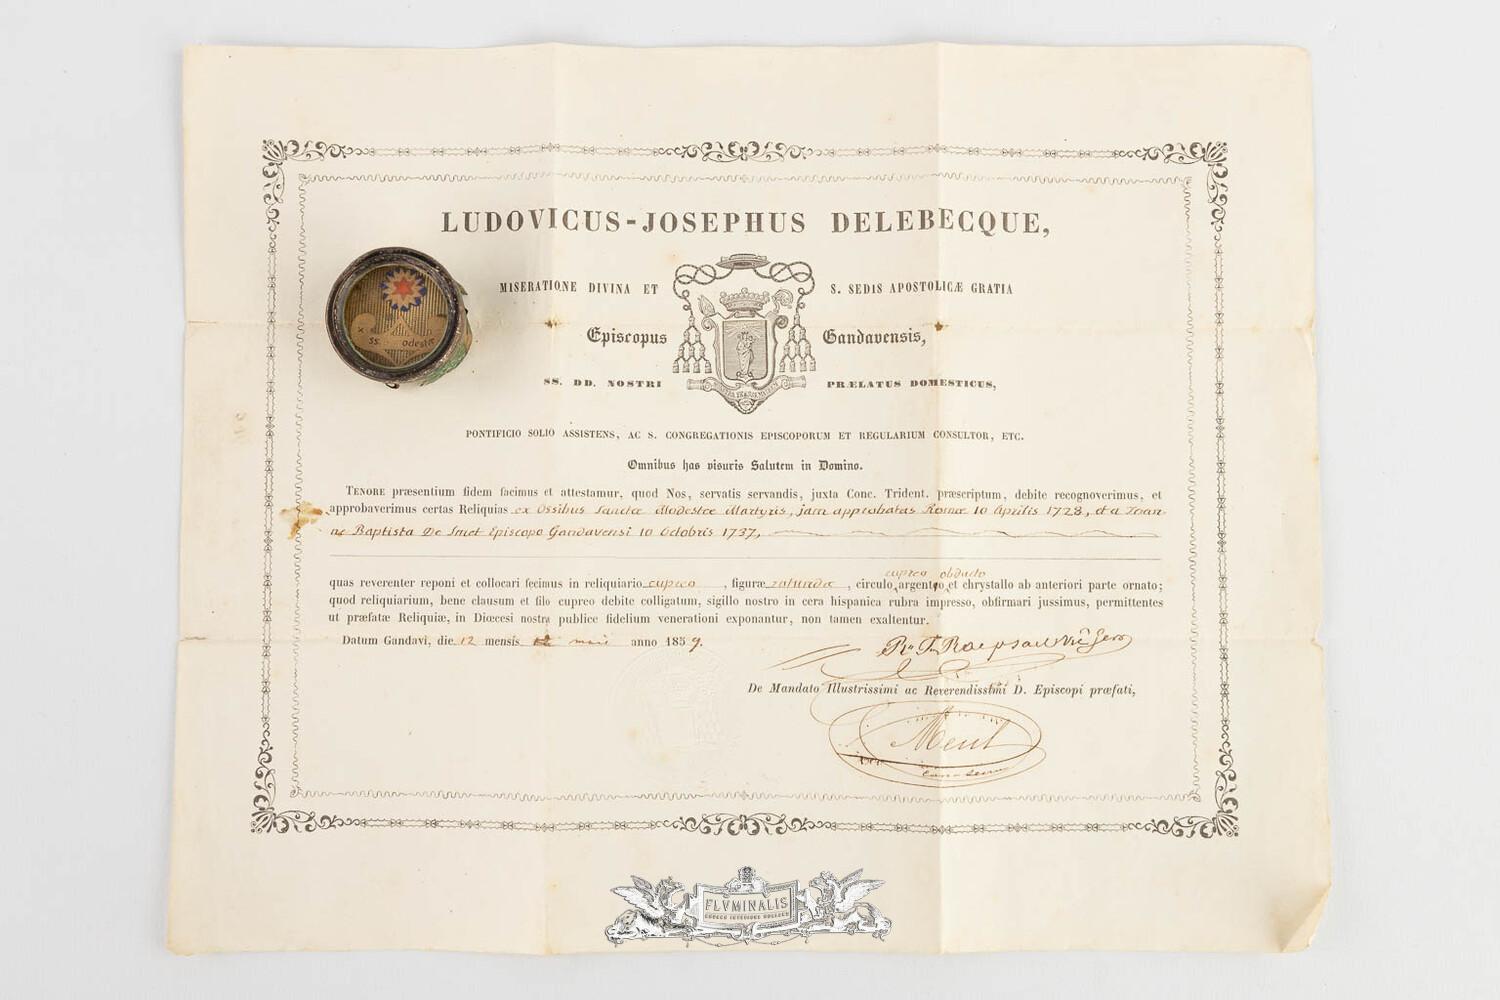 LUDOVICUS-JOSEPHUS DELEBECQUE,
MISERATIONE DIVINA ET S. SEDIS APOSTOLICÆ GRATIA
Episcopus Gandavensis,
SS. DD. NOSTRI PRÆLATUS DOMESTICUS,
PONTIFICIO SOLIO ASSISTENS, AC S. CONGREGATIONIS EPISCOPORUM ET REGULARIUM CONSULTOR, ETC.
Omnibus has visuris Salutem in Domino.
TENORE præsentium fidem facimus et attestamur, quod Nos, servatis servandis, juxta Conc. Trident. præscriptum, debite recognoverimus, et
approbaverimus certas Reliquias ex Ossibus Sanctæ Modestæ Martyris, jam approbatas Romæ 10 Aprilis 1728, et a Joan-
ne Baptista De Smet Episcopo Gandavensi 10 Octobris 1737,
cupreo obducto
quas reverenter reponi et collocari fecimus in reliquiario cupreo, figuræ rotundæ, circulo argenteo et chrystallo ab anteriori parte ornato;
quod reliquiarium, bene clausum et filo cupreo debite colligatum, sigillo nostro in cera hispanica rubra impresso, obfirmari jussimus, permittentes
ut præfatæ Reliquiæ, in Diœcesi nostra publice fidelium venerationi exponantur, non tamen exaltentur.
Datum Gandavi, die 12 mensis maii anno 1859.
De Mandato Illustrissimi ac Reverendissimi D. Episcopi præfati,
SS. odestæ
FLVMINALIS